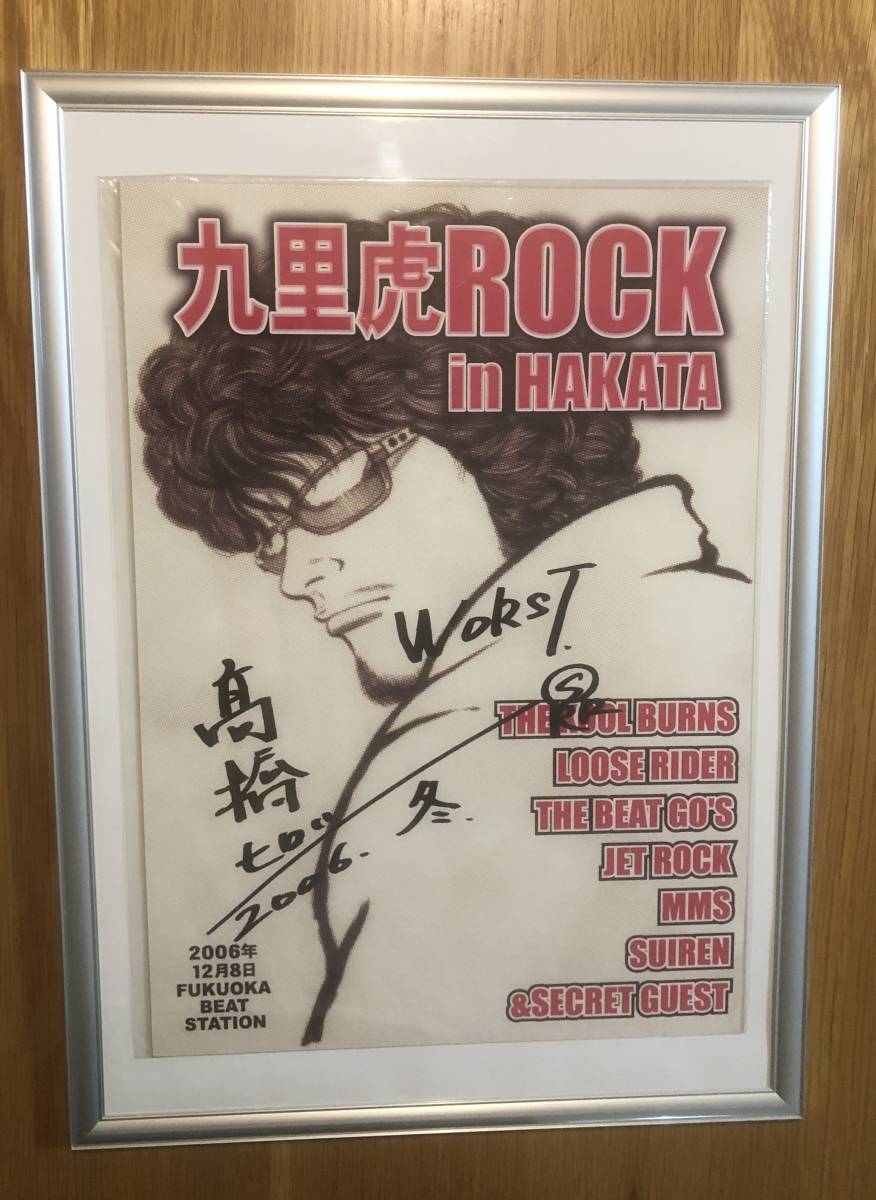 九里虎ROCK
in HAKATA
WORST.
髙橋
ヒロシ
2006.
冬.
THE KOOL BURNS
LOOSE RIDER
THE BEAT GO'S
JET ROCK
MMS
SUIREN
&SECRET GUEST
2006年
12月8日
FUKUOKA
BEAT
STATION